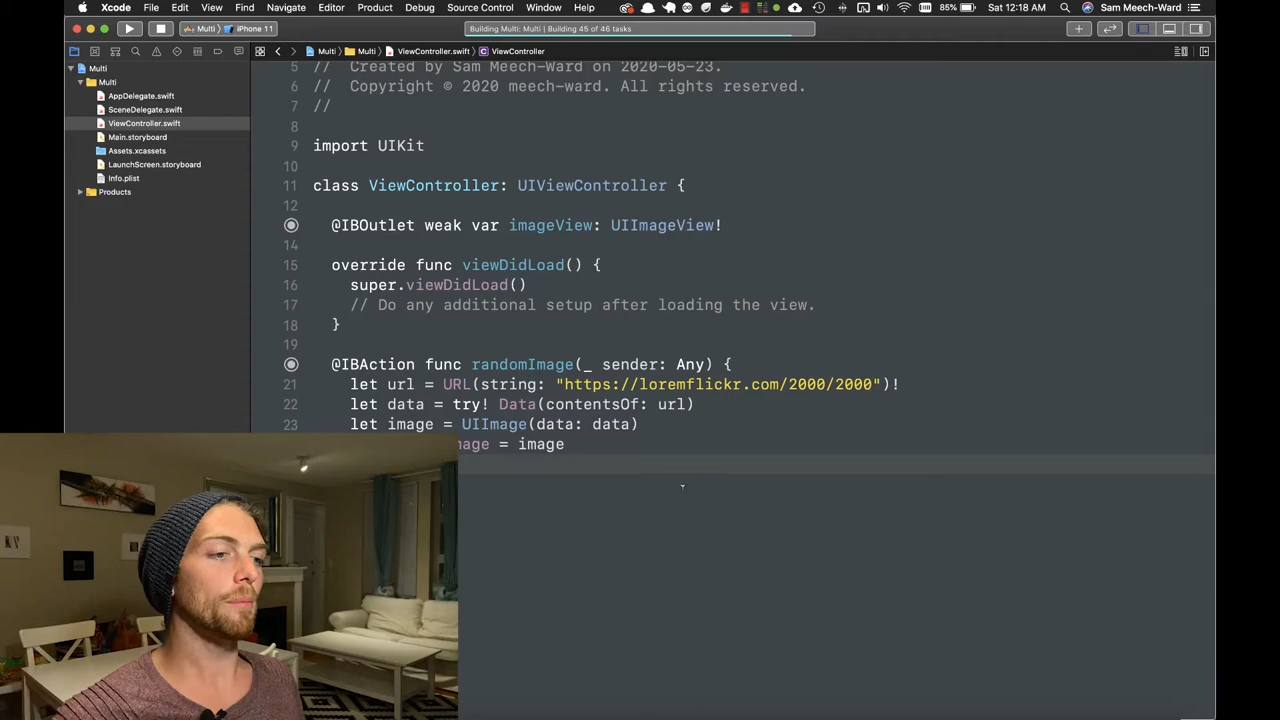 Xcode File Edit View Find Navigate Editor Product Debug Source Control Window Help 85% Sat 12:18 AM Sam Meech-Ward
Multi iPhone 11 Building Multi: Multi | Building 45 of 46 tasks
Multi Multi ViewController.swift C ViewController
Multi
Multi
AppDelegate.swift
SceneDelegate.swift
ViewController.swift
Main.storyboard
Assets.xcassets
LaunchScreen.storyboard
Info.plist
Products
5 // Created by Sam Meech-Ward on 2020-05-23.
6 // Copyright © 2020 meech-ward. All rights reserved.
7 //
8
9 import UIKit
10
11 class ViewController: UIViewController {
12
@IBOutlet weak var imageView: UIImageView!
14
15 override func viewDidLoad() {
16 super.viewDidLoad()
17 // Do any additional setup after loading the view.
18 }
19
@IBAction func randomImage(_ sender: Any) {
21 let url = URL(string: "https://loremflickr.com/2000/2000")!
22 let data = try! Data(contentsOf: url)
23 let image = UIImage(data: data)
mage = image